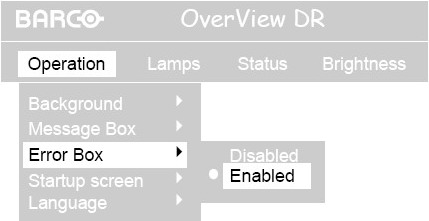 BARCO OverView DR
Operation Lamps Status Brightness
Background
Message Box
Error Box
Disabled
Startup screen
Enabled
Language